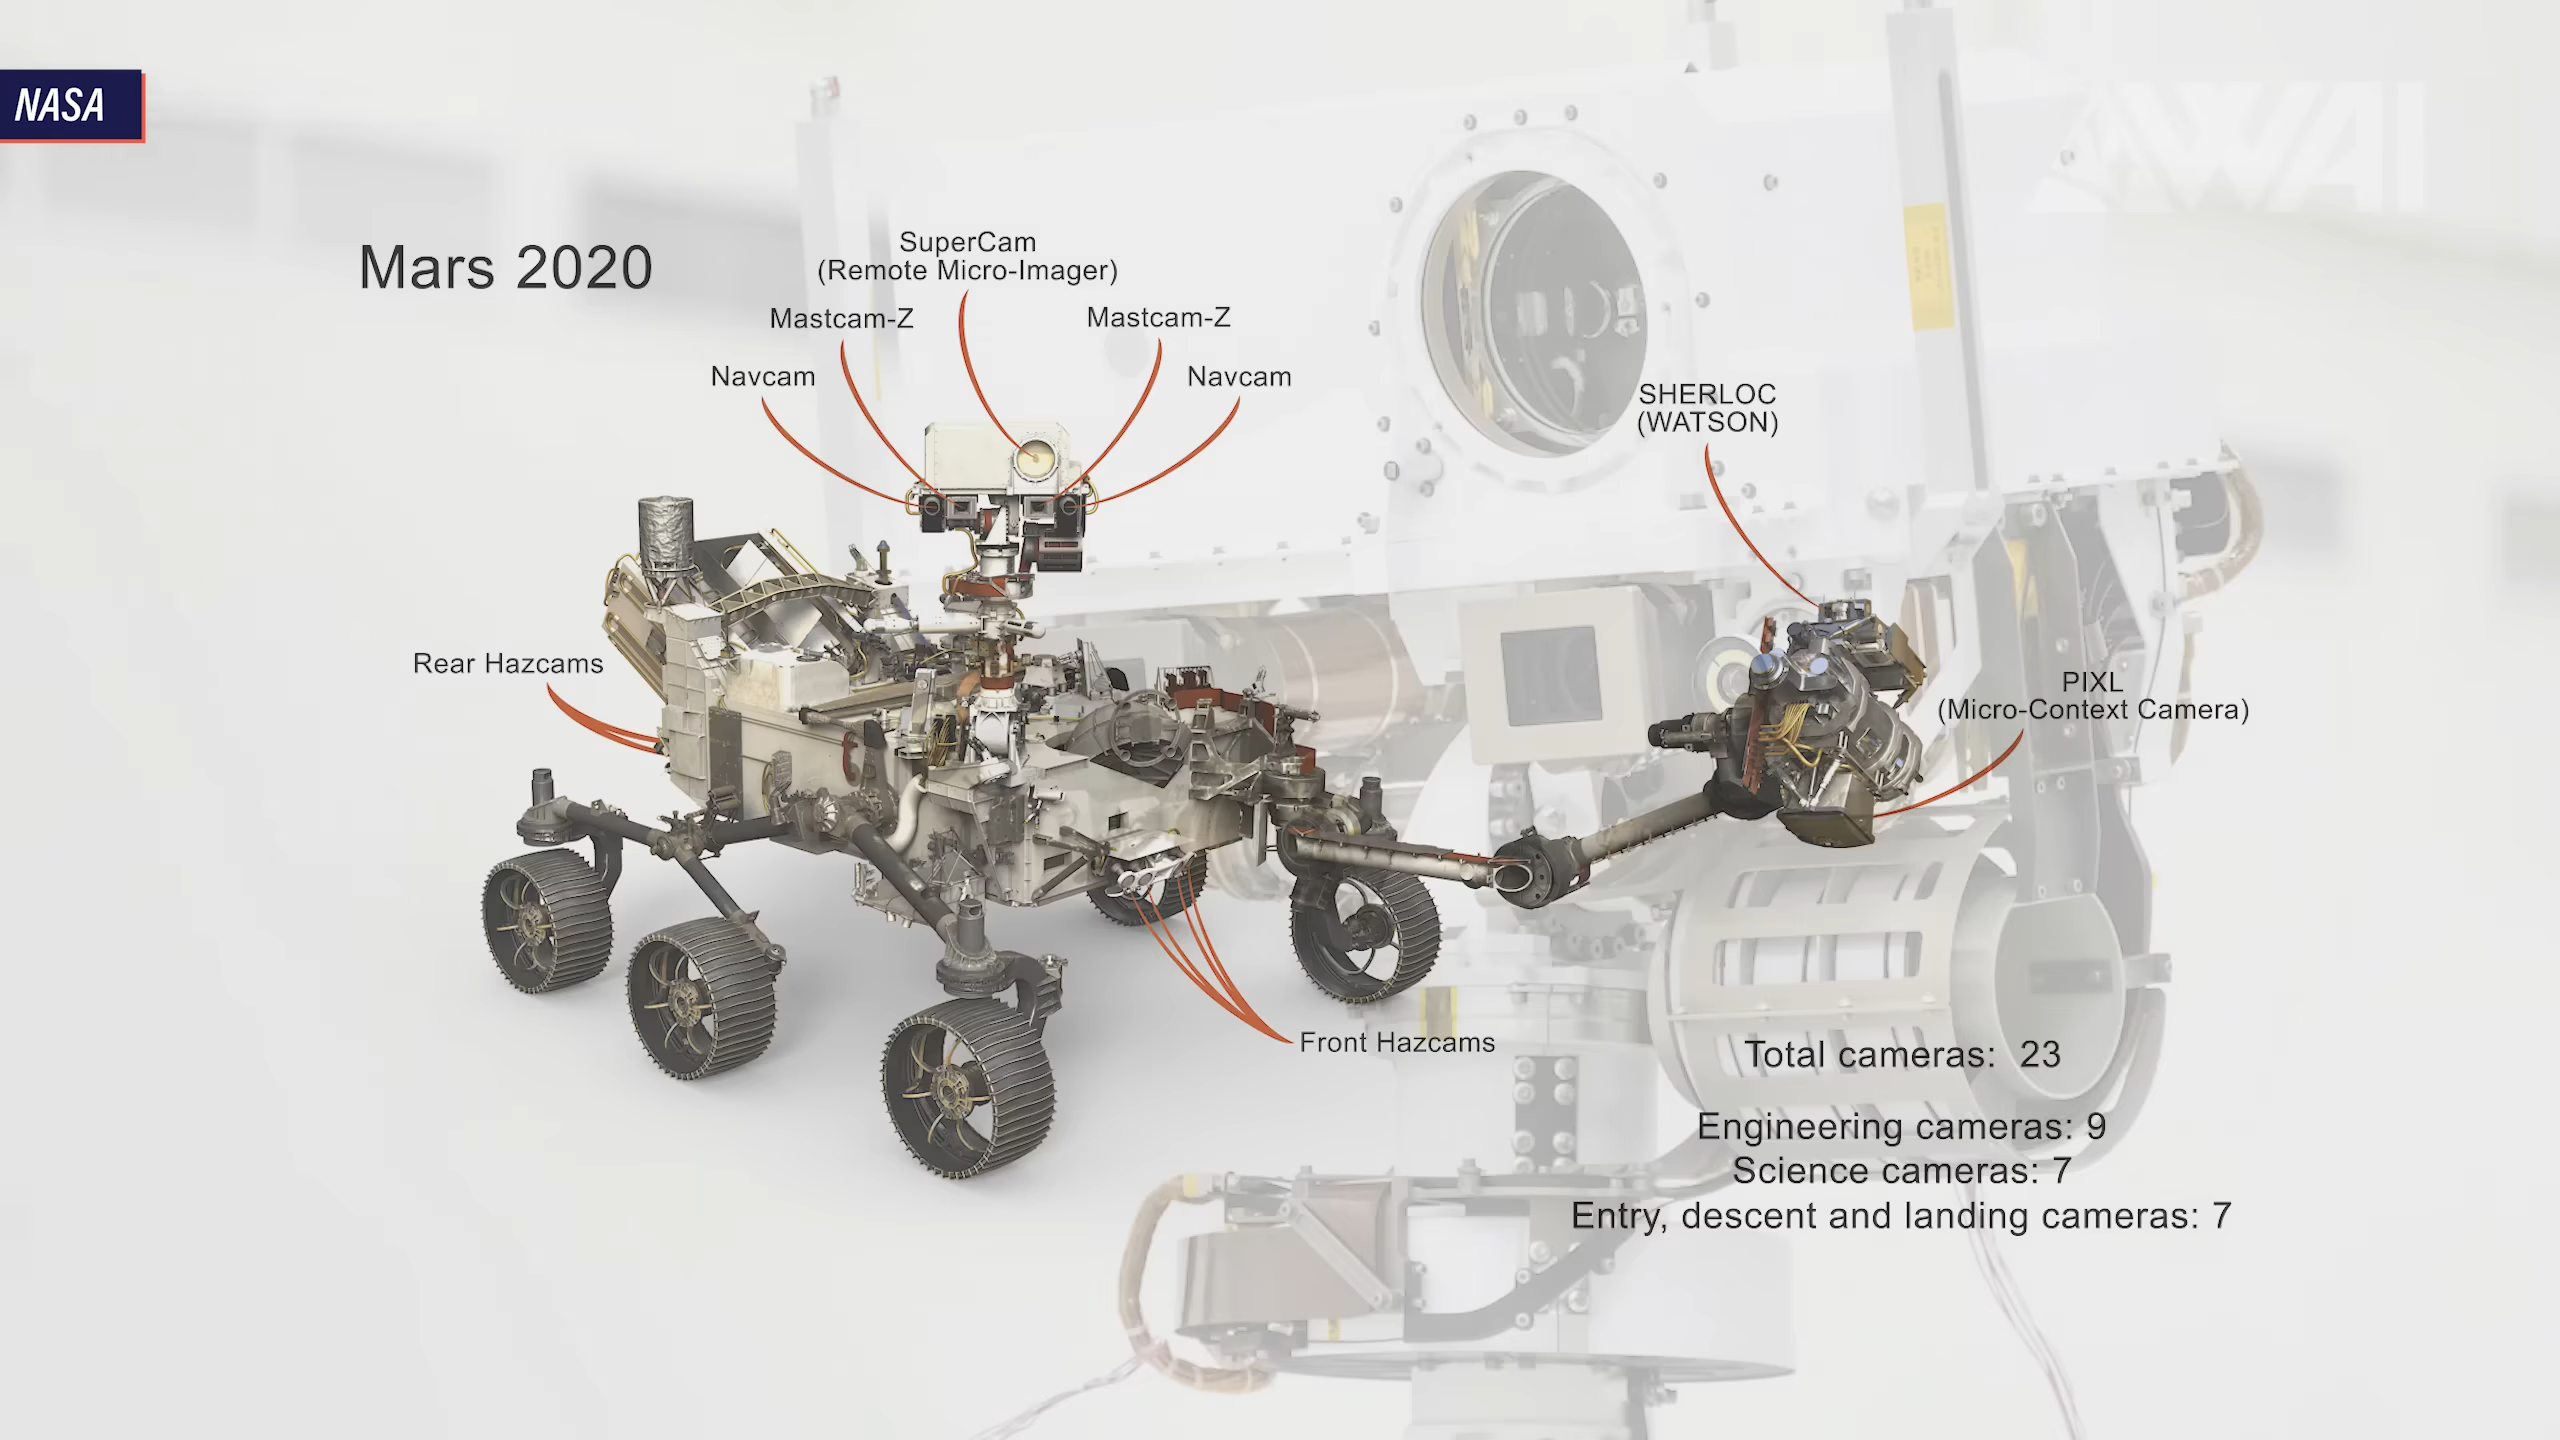 NASA
Mars 2020
SuperCam
(Remote Micro-Imager)
Mastcam-Z
Mastcam-Z
Navcam
Navcam
SHERLOC
(WATSON)
Rear Hazcams
PIXL
(Micro-Context Camera)
Front Hazcams
Total cameras: 23
Engineering cameras: 9
Science cameras: 7
Entry, descent and landing cameras: 7